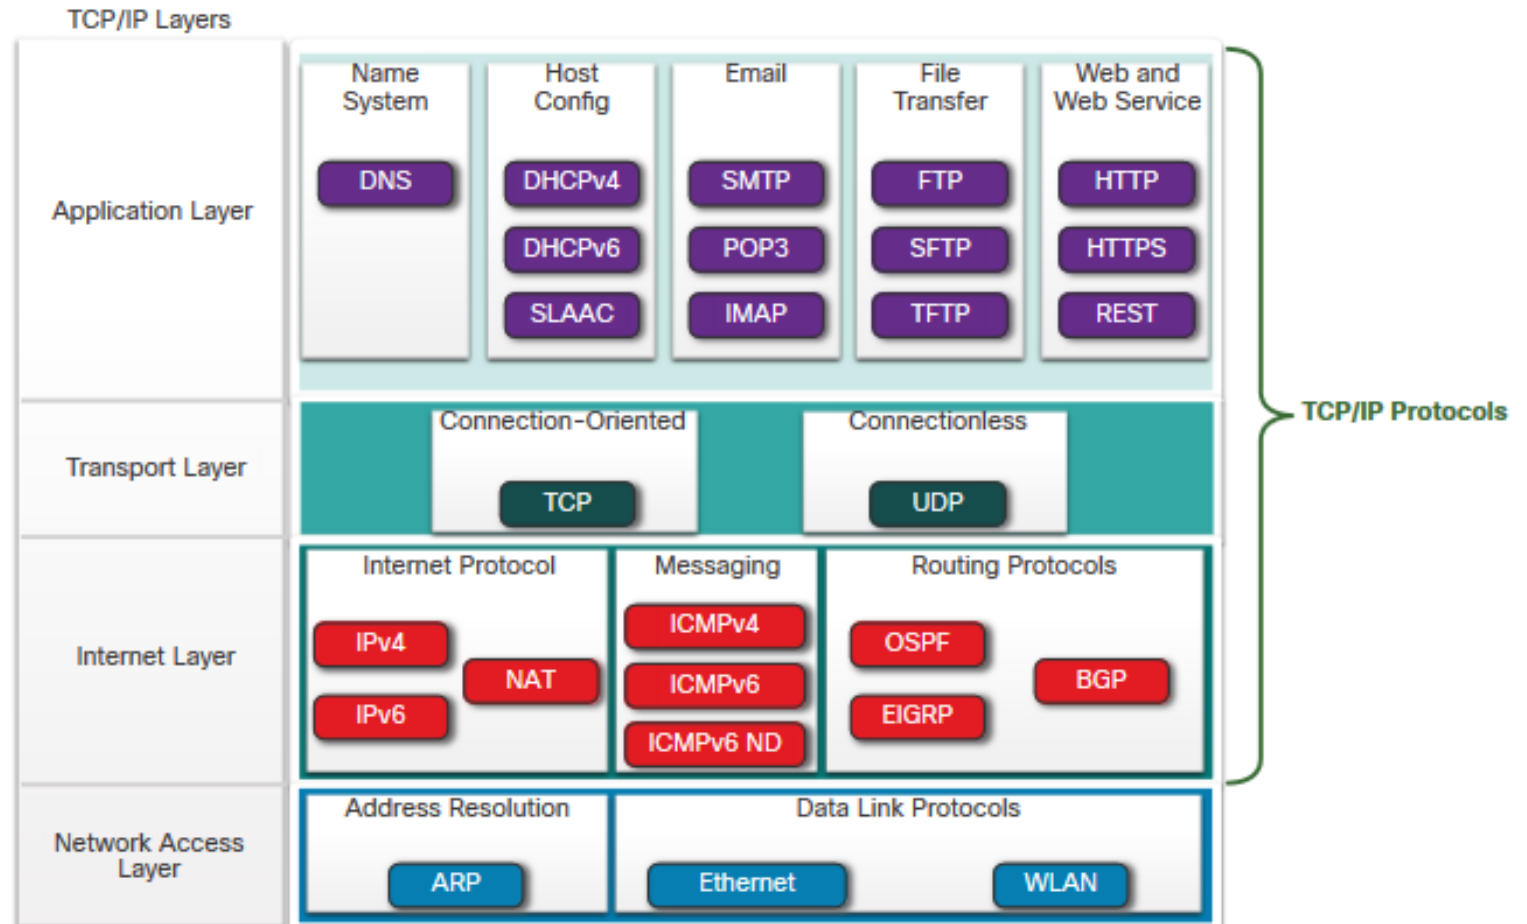 TCP/IP Layers
Application Layer
Name
System
DNS
Host
Config
DHCPv4
DHCPv6
SLAAC
Email
SMTP
POP3
IMAP
File
Transfer
FTP
SFTP
TFTP
Web and
Web Service
HTTP
HTTPS
REST
TCP/IP Protocols
Transport Layer
Connection-Oriented
TCP
Connectionless
UDP
Internet Layer
Internet Protocol
IPv4
IPv6
NAT
Messaging
ICMPv4
ICMPv6
ICMPv6 ND
Routing Protocols
OSPF
EIGRP
BGP
Network Access
Layer
Address Resolution
ARP
Data Link Protocols
Ethernet
WLAN